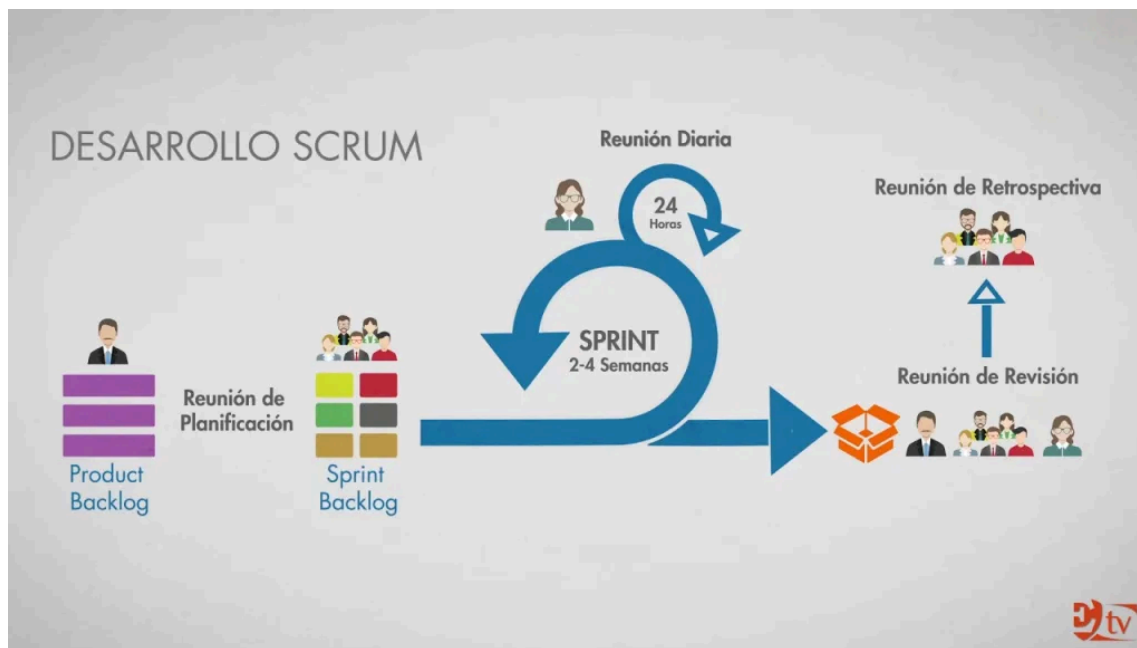 DESARROLLO SCRUM
Reunión Diaria
24
Horas
Reunión de Retrospectiva
SPRINT
2-4 Semanas
Reunión de Revisión
Reunión de
Planificación
Product
Backlog
Sprint
Backlog
E tv